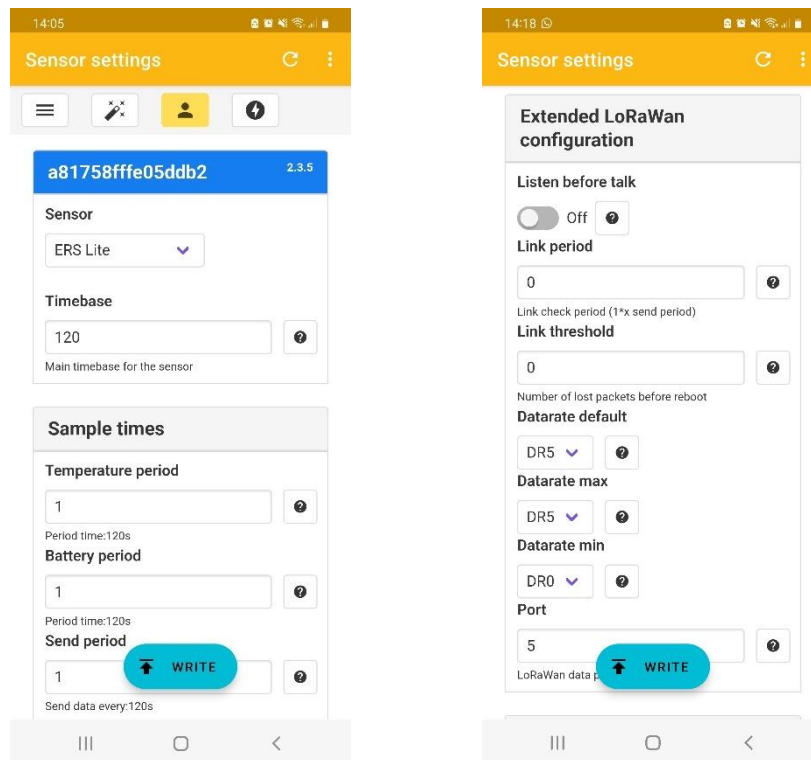 14:05
Sensor settings
a81758fffe05ddb2 2.3.5
Sensor
ERS Lite
Timebase
120
Main timebase for the sensor
Sample times
Temperature period
1
Period time:120s
Battery period
1
Period time:120s
Send period
1
WRITE
Send data every:120s
14:18
Sensor settings
Extended LoRaWan
configuration
Listen before talk
Off
Link period
0
Link check period (1*x send period)
Link threshold
0
Number of lost packets before reboot
Datarate default
DR5
Datarate max
DR5
Datarate min
DR0
Port
5
WRITE
LoRaWan data